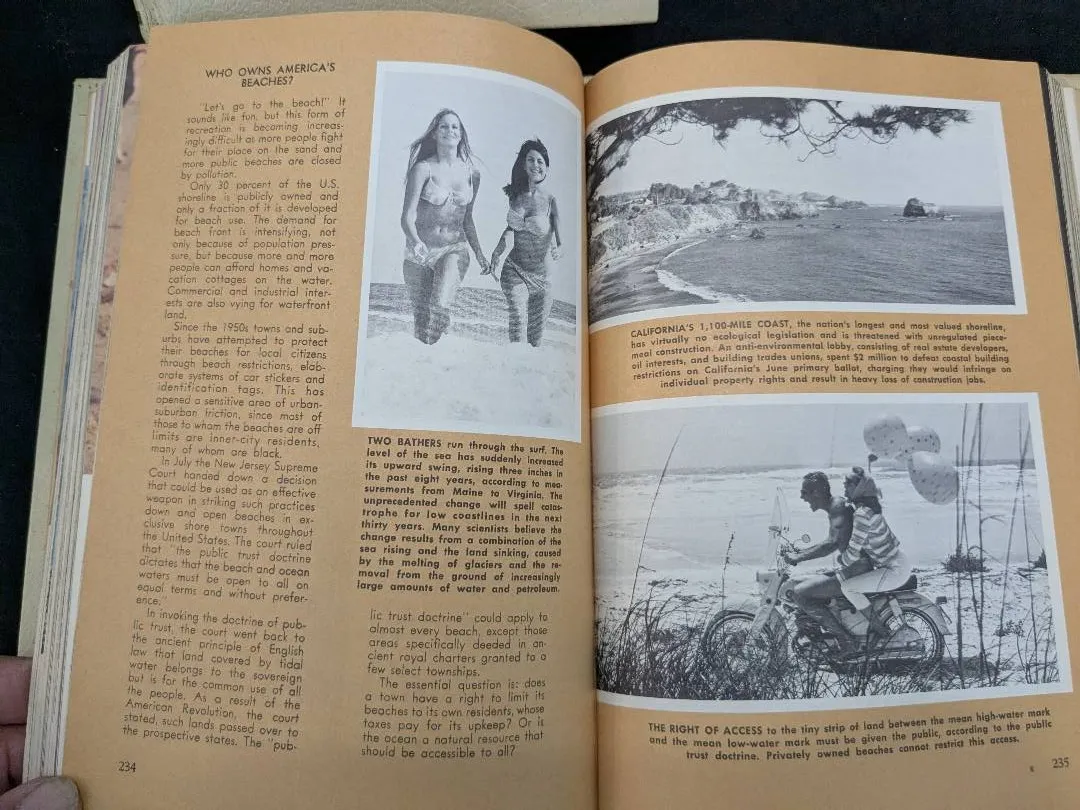 WHO OWNS AMERICA'S
BEACHES?
"Let's go to the beach!" It
sounds like fun, but this form of
recreation is becoming increas-
ingly difficult as more people fight
for their place on the sand and
more public beaches are closed
by pollution.
Only 30 percent of the U.S.
shoreline is publicly owned and
only a fraction of it is developed
for beach use. The demand for
beach front is intensifying, not
only because of population pres-
sure, but because more and more
people can afford homes and va-
cation cottages on the water.
Commercial and industrial inter-
ests are also vying for waterfront
land.
Since the 1950s towns and sub-
urbs have attempted to protect
their beaches for local citizens
through beach restrictions, elab-
orate systems of car stickers and
identification tags. This has
opened a sensitive area of urban-
suburban friction, since most of
those to whom the beaches are off
limits are inner-city residents,
many of whom are black.
In July the New Jersey Supreme
Court handed down a decision
that could be used as an effective
weapon in striking such practices
down and open beaches in ex-
clusive shore towns throughout
the United States. The court ruled
that "the public trust doctrine
dictates that the beach and ocean
waters must be open to all on
equal terms and without prefer-
ence."
In invoking the doctrine of pub-
lic trust, the court went back to
the ancient principle of English
law that land covered by tidal
water belongs to the sovereign
but is for the common use of all
the people. As a result of the
American Revolution, the court
stated, such lands passed over to
the prospective states. The "pub-
234
TWO BATHERS run through the surf. The
level of the sea has suddenly increased
its upward swing, rising three inches in
the past eight years, according to mea-
surements from Maine to Virginia. The
unprecedented change will spell catas-
trophe for low coastlines in the next
thirty years. Many scientists believe the
change results from a combination of the
sea rising and the land sinking, caused
by the melting of glaciers and the re-
moval from the ground of increasingly
large amounts of water and petroleum.
lic trust doctrine" could apply to
almost every beach, except those
areas specifically deeded in an-
cient royal charters granted to a
few select townships.
The essential question is: does
a town have a right to limit its
beaches to its own residents, whose
taxes pay for its upkeep? Or is
the ocean a natural resource that
should be accessible to all?
CALIFORNIA'S 1,100-MILE COAST, the nation's longest and most valued shoreline,
has virtually no ecological legislation and is threatened with unregulated piece-
meal construction. An anti-environmental lobby, consisting of real estate developers,
oil interests, and building trades unions, spent $2 million to defeat coastal building
restrictions on California's June primary ballot, charging they would infringe on
individual property rights and result in heavy loss of construction jobs.
THE RIGHT OF ACCESS to the tiny strip of land between the mean high-water mark
and the mean low-water mark must be given the public, according to the public
trust doctrine. Privately owned beaches cannot restrict this access.
235